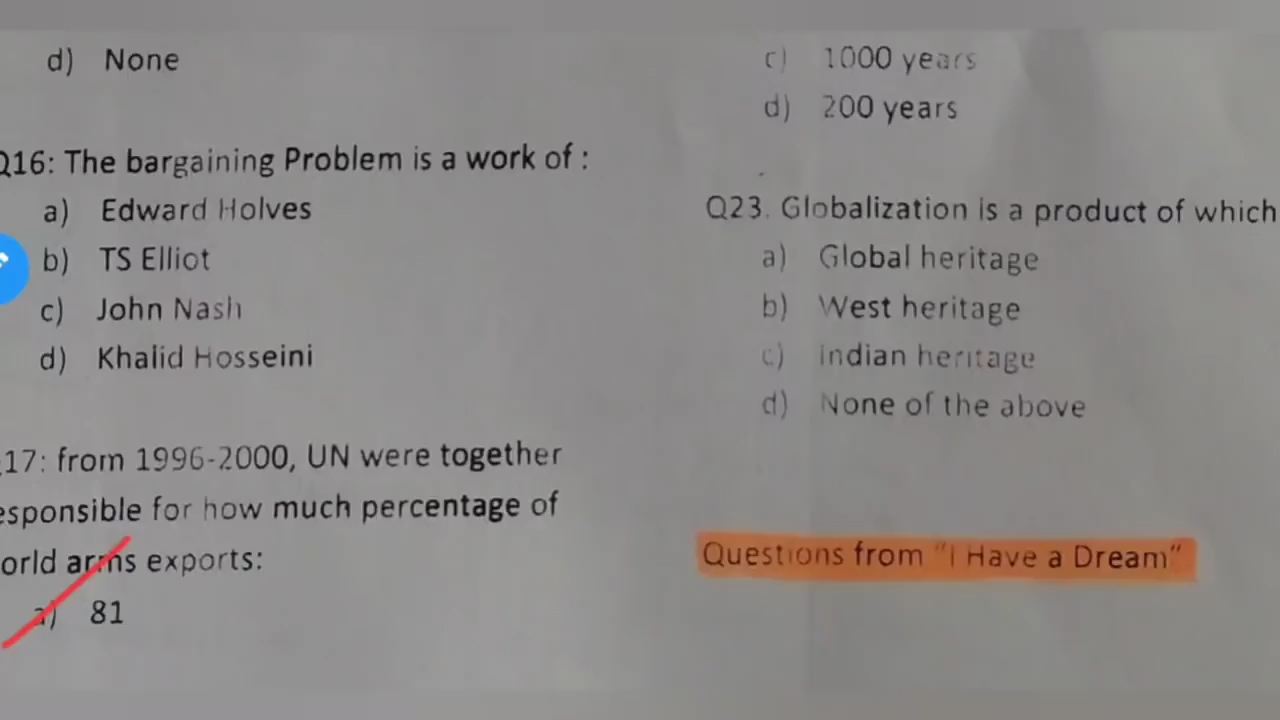 d) None
Q16: The bargaining Problem is a work of :
a) Edward Holves
b) TS Elliot
c) John Nash
d) Khalid Hosseini
17: from 1996-2000, UN were together
esponsible for how much percentage of
orld arms exports:
a) 81
c) 1000 years
d) 200 years
Q23. Globalization is a product of which
a) Global heritage
b) West heritage
c) Indian heritage
d) None of the above
Questions from "I Have a Dream"